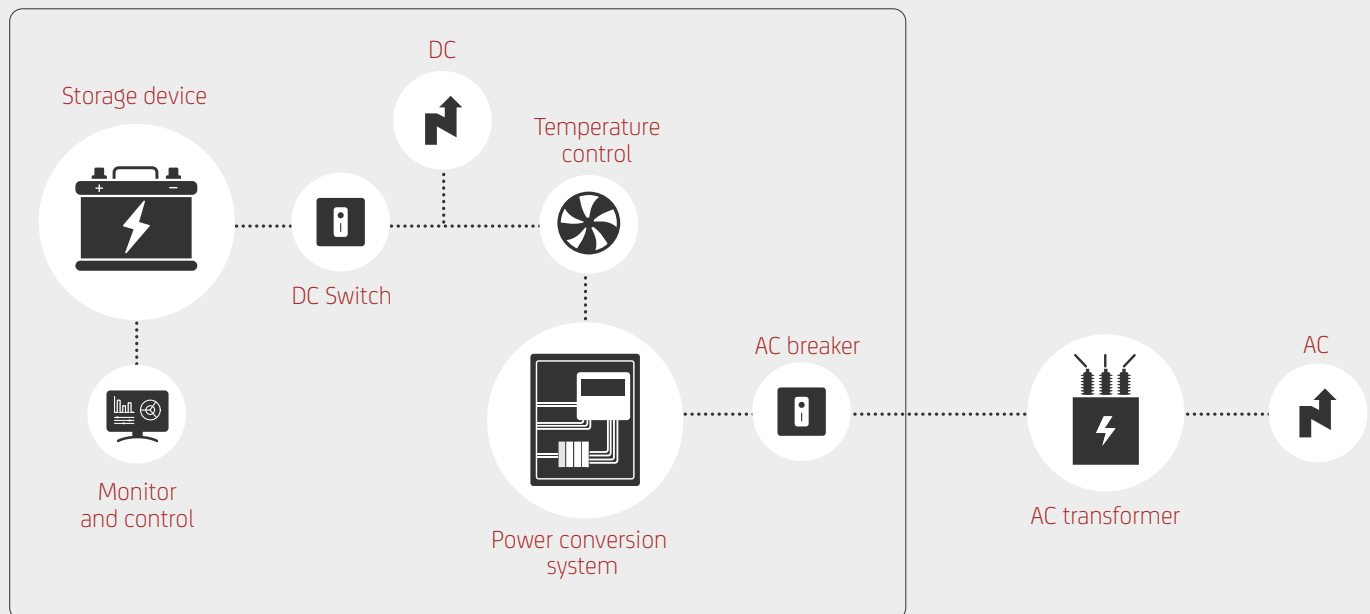 Storage device
DC
Temperature
control
DC Switch
Monitor
and control
Power conversion
system
AC breaker
AC transformer
AC